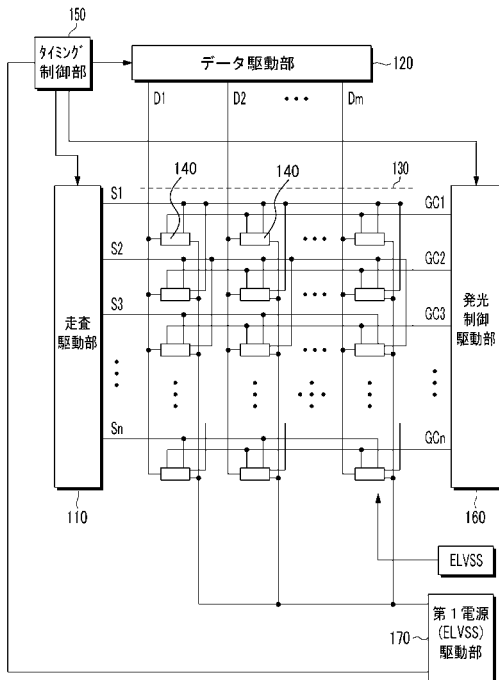 150
タイミング
制御部
データ駆動部
120
D1 D2 ••• Dm
140 140 130
S1 GC1
S2 GC2
S3 GC3
走査
駆動部
発光
制御
駆動部
Sn GCn
110 160
ELVSS
第1電源
(ELVSS)
駆動部
170